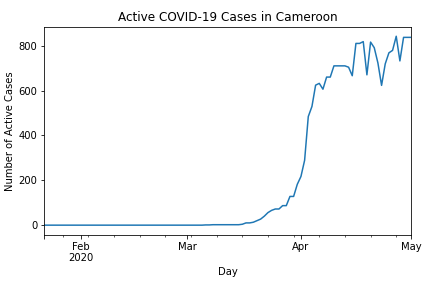 Active COVID-19 Cases in Cameroon
Number of Active Cases
800
600
400
200
0
Feb
2020
Mar
Apr
May
Day